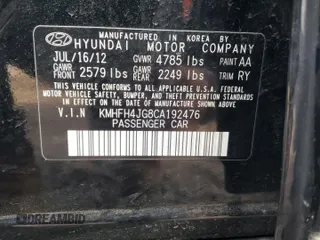 MANUFACTURED IN KOREA BY
HYUNDAI MOTOR COMPANY
JUL/16/12 GVWR 4785 lbs PAINT AA
GAWR FRONT 2579 lbs GAWR REAR 2249 lbs TRIM RY
THIS VEHICLE CONFORMS TO ALL APPLICABLE
FEDERAL MOTOR VEHICLE SAFETY, BUMPER, AND
THEFT PREVENTION STANDARDS IN EFFECT ON
THE DATE OF MANUFACTURE SHOWN ABOVE.
V.I.N KMHFH4JG8CA192476
PASSENGER CAR
DREAMBID